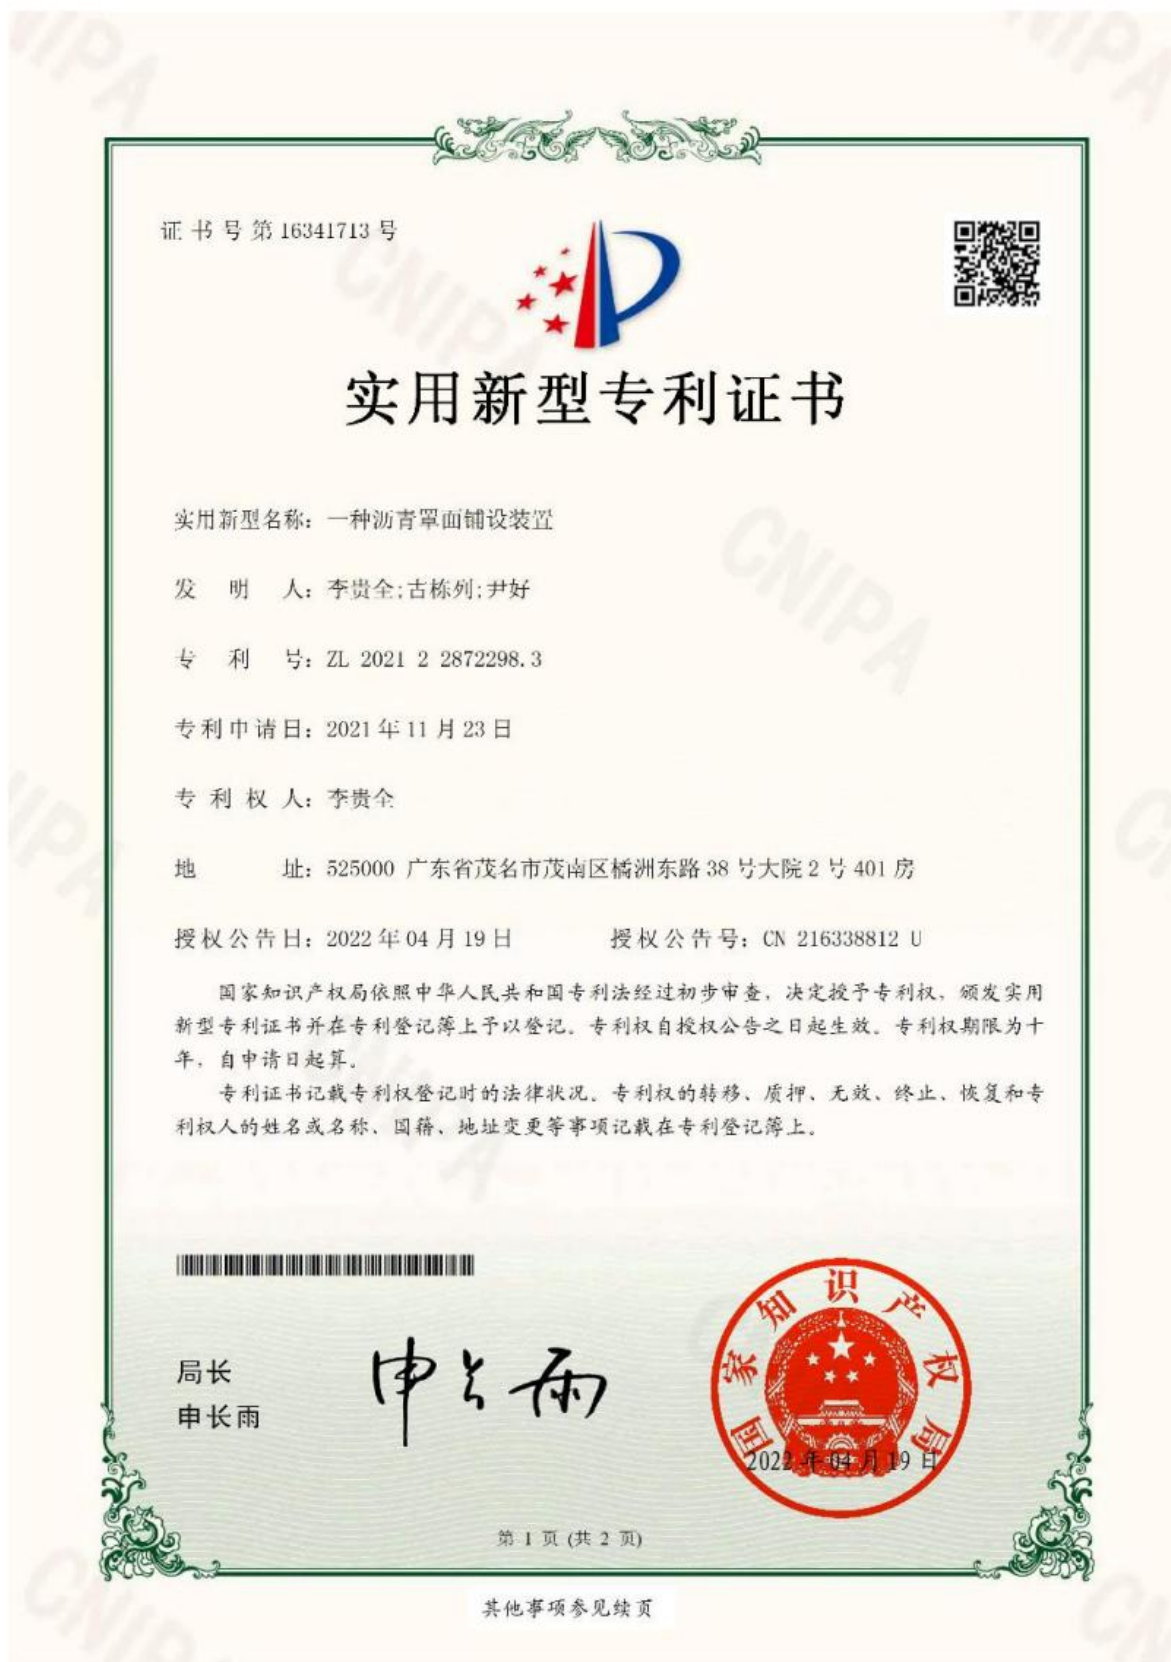 证书号第16341713号
实用新型专利证书
实用新型名称：一种沥青罩面铺设装置
发明人：李贵全;古栋列;尹好
专利号：ZL 2021 2 2872298.3
专利申请日：2021年11月23日
专利权人：李贵全
地址：525000 广东省茂名市茂南区橘洲东路38号大院2号401房
授权公告日：2022年04月19日 授权公告号：CN 216338812 U
国家知识产权局依照中华人民共和国专利法经过初步审查，决定授予专利权，颁发实用
新型专利证书并在专利登记簿上予以登记。专利权自授权公告之日起生效。专利权期限为十
年，自申请日起算。
专利证书记载专利权登记时的法律状况。专利权的转移、质押、无效、终止、恢复和专
利权人的姓名或名称、国籍、地址变更等事项记载在专利登记簿上。
局长
申长雨
申长雨
国家知识产权局
2022年04月19日
第 1 页 (共 2 页)
其他事项参见续页
CNIPA